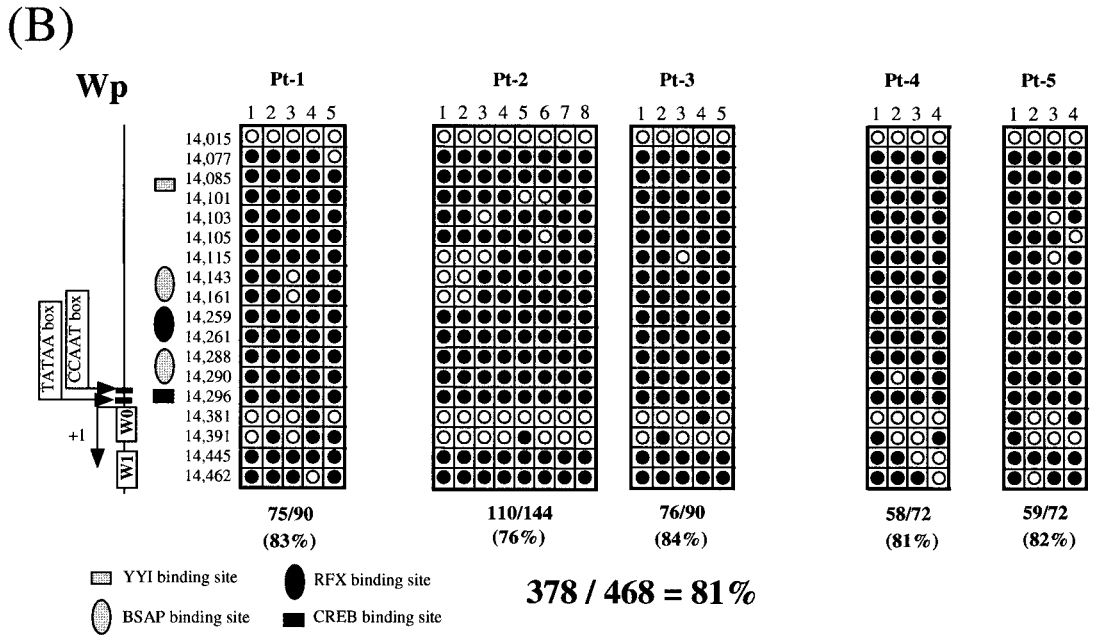 (B)
Wp
Pt-1 Pt-2 Pt-3 Pt-4 Pt-5
1 2 3 4 5 1 2 3 4 5 6 7 8 1 2 3 4 5 1 2 3 4 1 2 3 4
14,015
14,077
14,085
14,101
14,103
14,105
14,115
14,143
14,161
14,259
14,261
14,288
14,290
14,296
14,381
14,391
14,445
14,462
TATAA box
CCAAT box
+1
W0
W1
75/90 110/144 76/90 58/72 59/72
(83%) (76%) (84%) (81%) (82%)
YYI binding site
RFX binding site
BSAP binding site
CREB binding site
378 / 468 = 81%